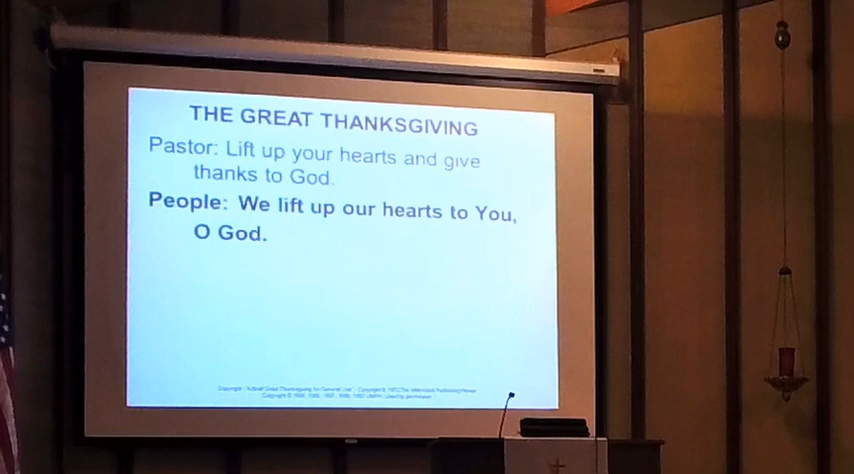 THE GREAT THANKSGIVING
Pastor: Lift up your hearts and give
thanks to God.
People: We lift up our hearts to You,
O God.